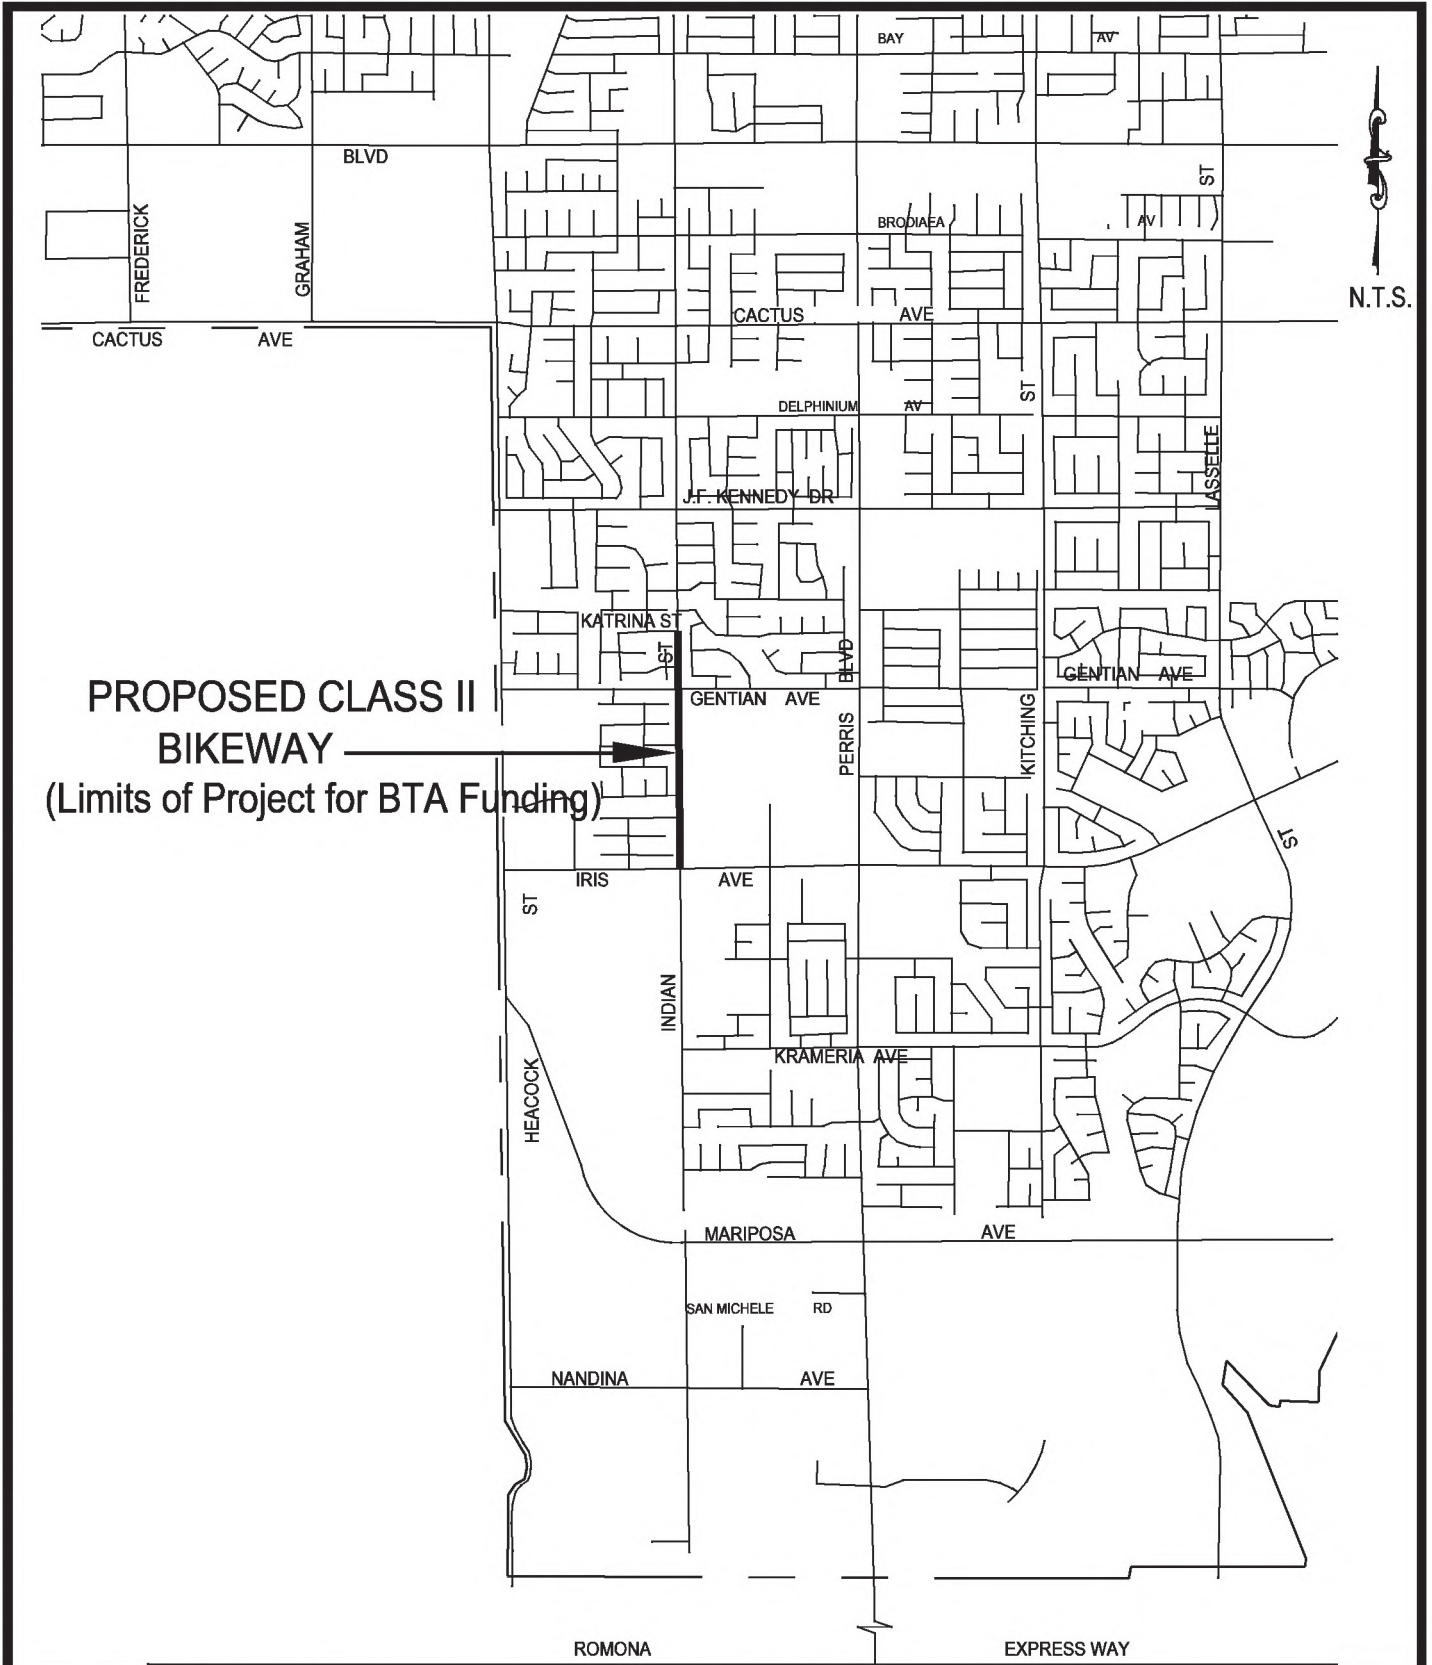 BAY AV
BLVD
ST
FREDERICK
GRAHAM
BRODIAEA AV
N.T.S.
CACTUS AVE
CACTUS AVE
ST
DELPHINIUM AV
LASSELLE
J.F. KENNEDY DR
KATRINA ST
ST
BLVD
GENTIAN AVE
PROPOSED CLASS II
BIKEWAY
(Limits of Project for BTA Funding)
GENTIAN AVE
PERRIS
KITCHING
ST
IRIS AVE
ST
INDIAN
KRAMERIA AVE
HEACOCK
MARIPOSA AVE
SAN MICHELE RD
NANDINA AVE
ROMONA EXPRESS WAY